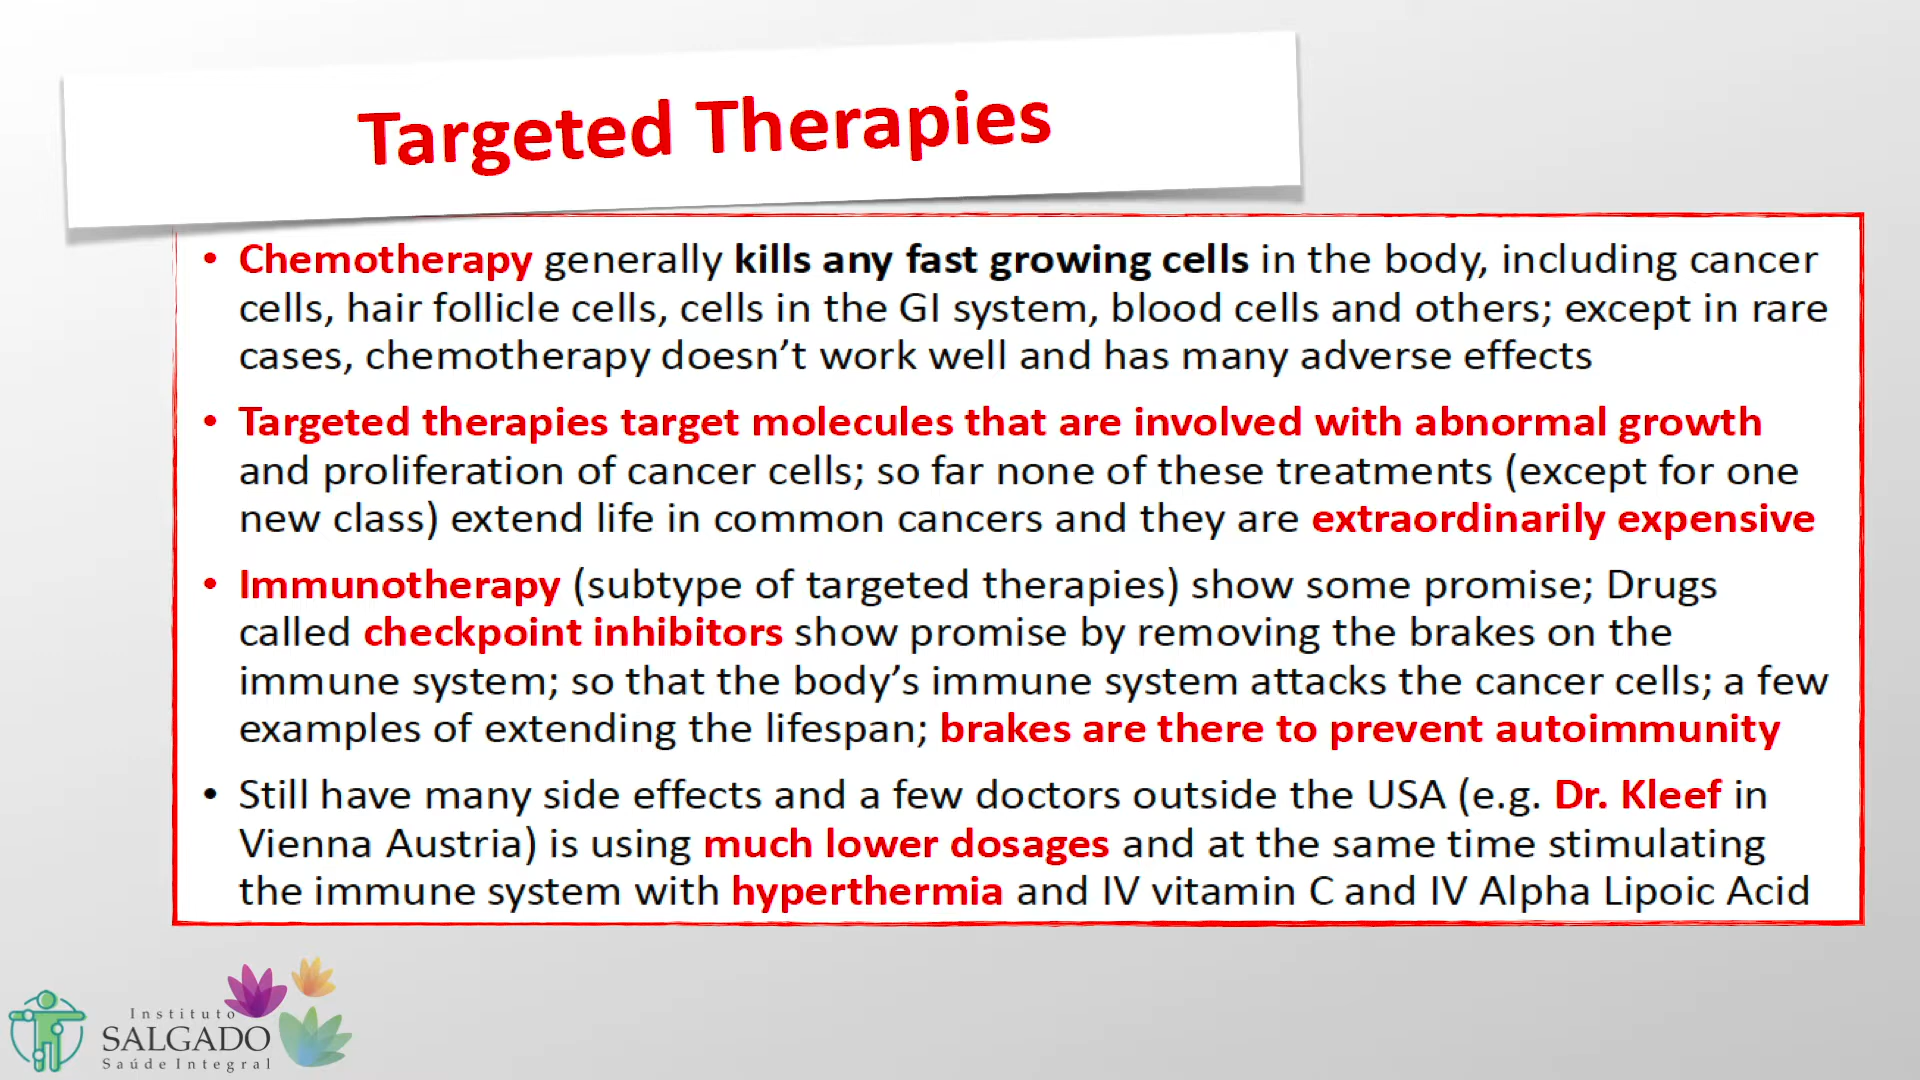 Targeted Therapies
• Chemotherapy generally kills any fast growing cells in the body, including cancer
cells, hair follicle cells, cells in the GI system, blood cells and others; except in rare
cases, chemotherapy doesn’t work well and has many adverse effects
• Targeted therapies target molecules that are involved with abnormal growth
and proliferation of cancer cells; so far none of these treatments (except for one
new class) extend life in common cancers and they are extraordinarily expensive
• Immunotherapy (subtype of targeted therapies) show some promise; Drugs
called checkpoint inhibitors show promise by removing the brakes on the
immune system; so that the body’s immune system attacks the cancer cells; a few
examples of extending the lifespan; brakes are there to prevent autoimmunity
• Still have many side effects and a few doctors outside the USA (e.g. Dr. Kleef in
Vienna Austria) is using much lower dosages and at the same time stimulating
the immune system with hyperthermia and IV vitamin C and IV Alpha Lipoic Acid
Instituto
SALGADO
Saúde Integral